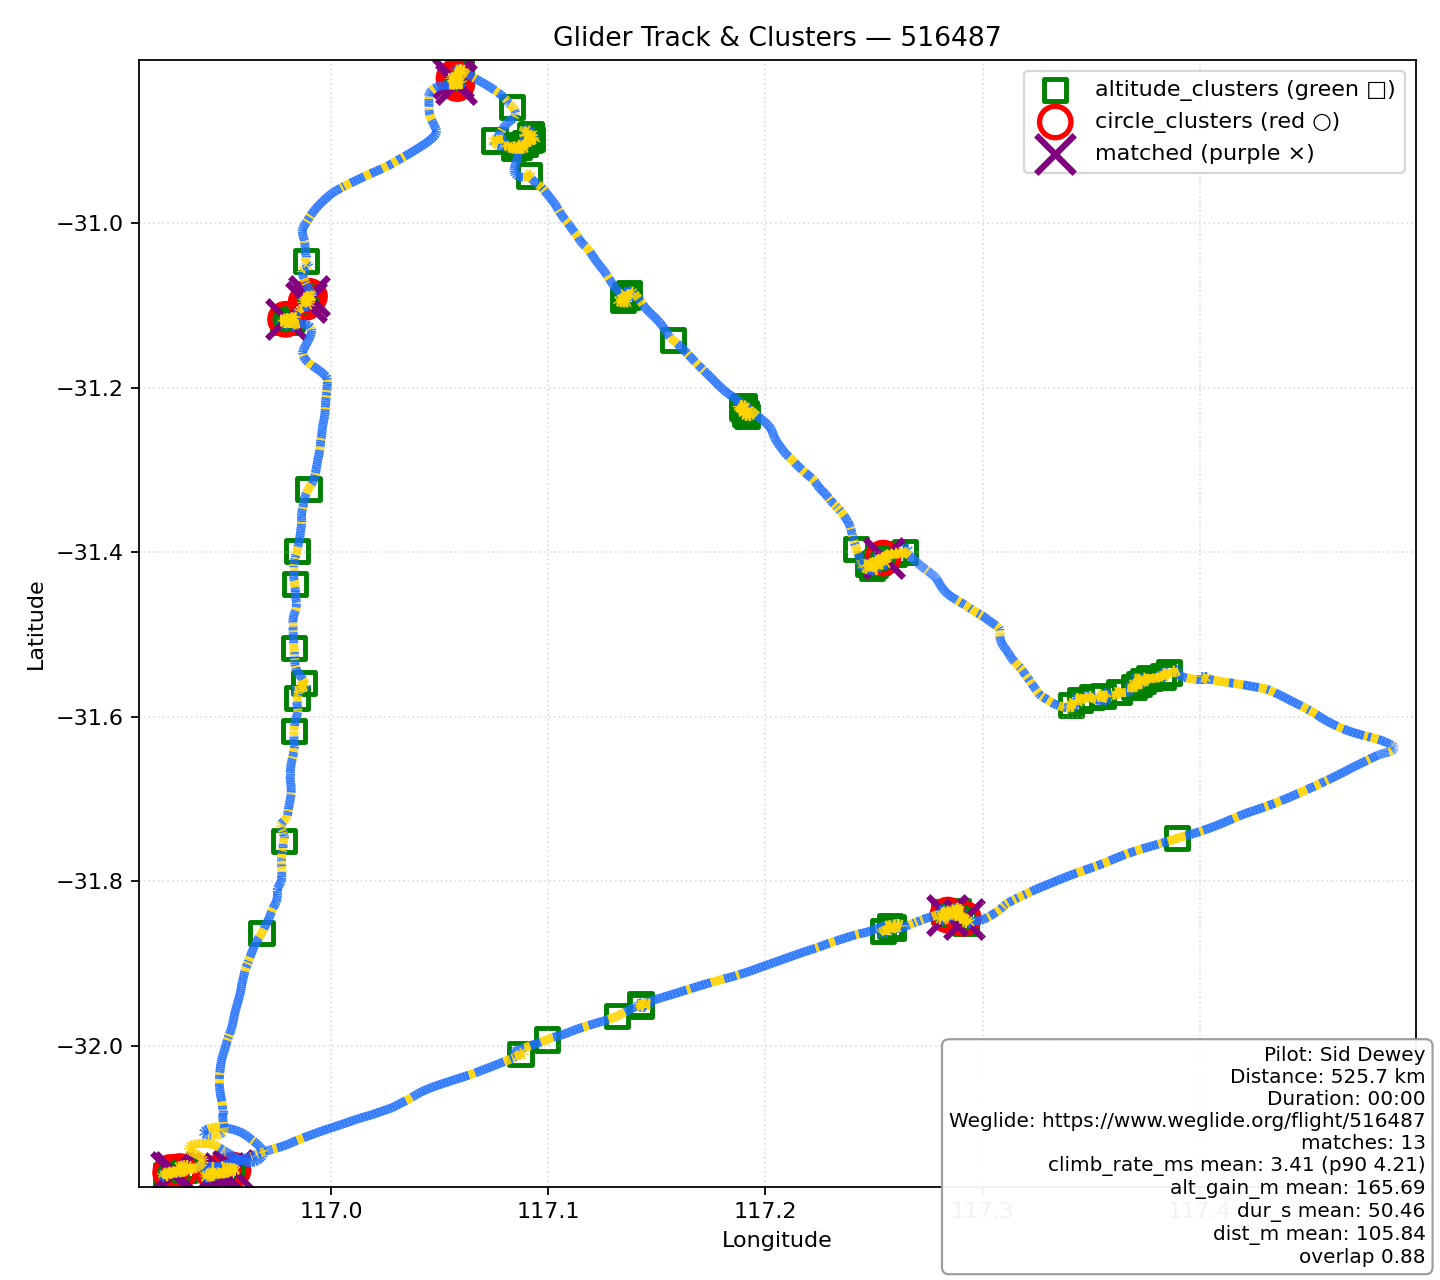 Glider Track & Clusters — 516487
altitude_clusters (green □)
circle_clusters (red ○)
matched (purple ×)
Latitude
−31.0
−31.2
−31.4
−31.6
−31.8
−32.0
117.0
117.1
117.2
117.3
117.4
Longitude
Pilot: Sid Dewey
Distance: 525.7 km
Duration: 00:00
Weglide: https://www.weglide.org/flight/516487
matches: 13
climb_rate_ms mean: 3.41 (p90 4.21)
alt_gain_m mean: 165.69
dur_s mean: 50.46
dist_m mean: 105.84
overlap 0.88